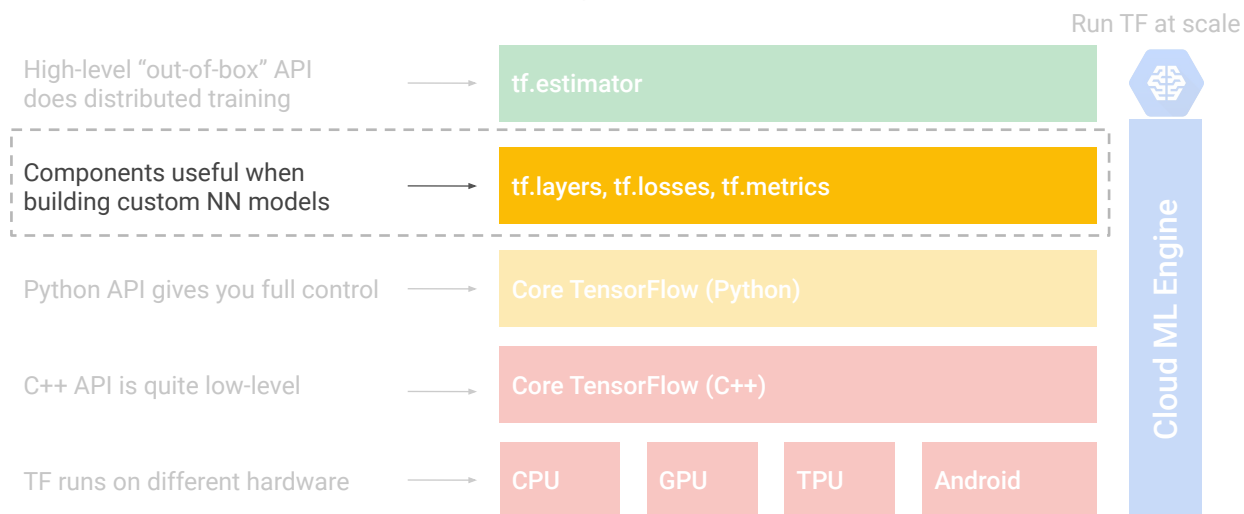 Run TF at scale
High-level “out-of-box” API
does distributed training
tf.estimator
Components useful when
building custom NN models
tf.layers, tf.losses, tf.metrics
Python API gives you full control
Core TensorFlow (Python)
C++ API is quite low-level
Core TensorFlow (C++)
TF runs on different hardware
CPU
GPU
TPU
Android
Cloud ML Engine